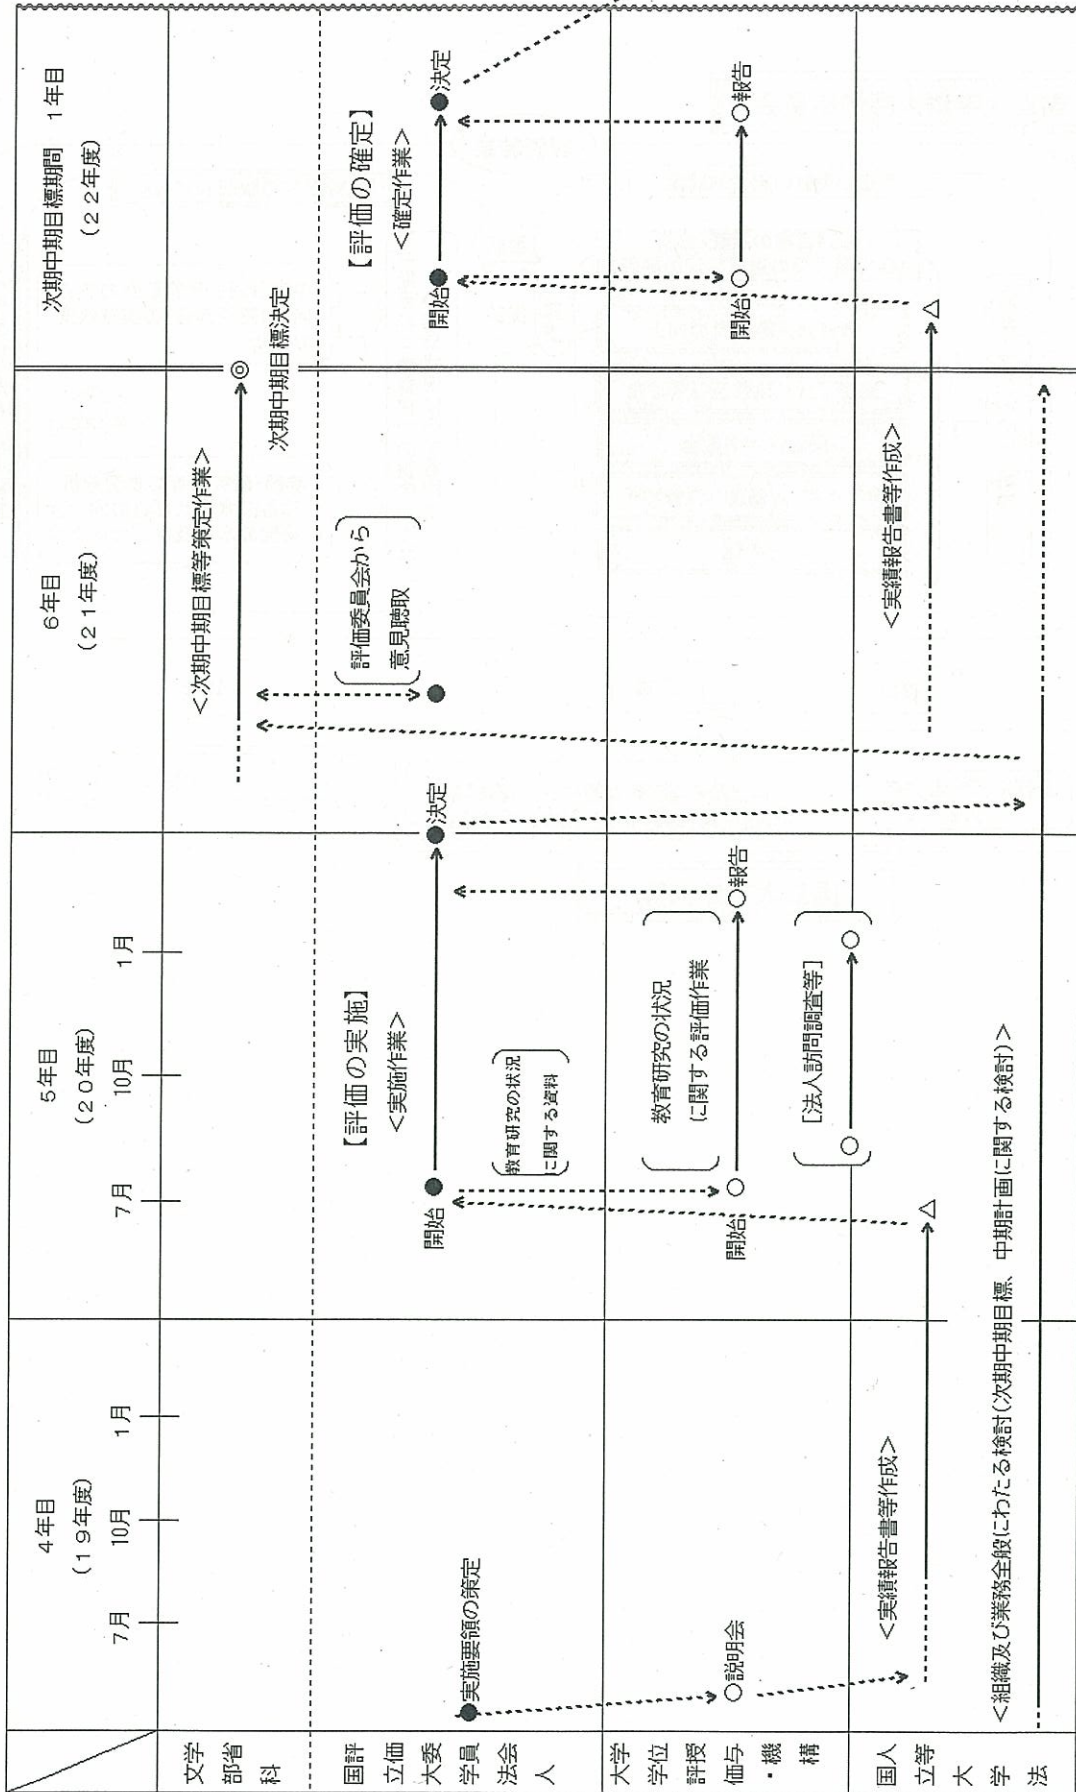 4年目
(19年度)
7月
10月
1月
5年目
(20年度)
7月
10月
1月
6年目
(21年度)
次期中期目標期間 1年目
(22年度)
文部科
学省
<次期中期目標等策定作業>
◎
次期中期目標決定
国立大学法人
評価委員会
●実施要領の策定
【評価の実施】
<実施作業>
開始
●決定
教育研究の状況
に関する資料
評価委員会から
意見聴取
【評価の確定】
<確定作業>
開始
●決定
大学評価・
学位授与機構
○説明会
教育研究の状況
に関する評価作業
開始
○報告
[法人訪問調査等]
開始
○報告
国立大学法
人等
<実績報告書等作成>
△
<実績報告書等作成>
△
<組織及び業務全般にわたる検討(次期中期目標、中期計画に関する検討)>